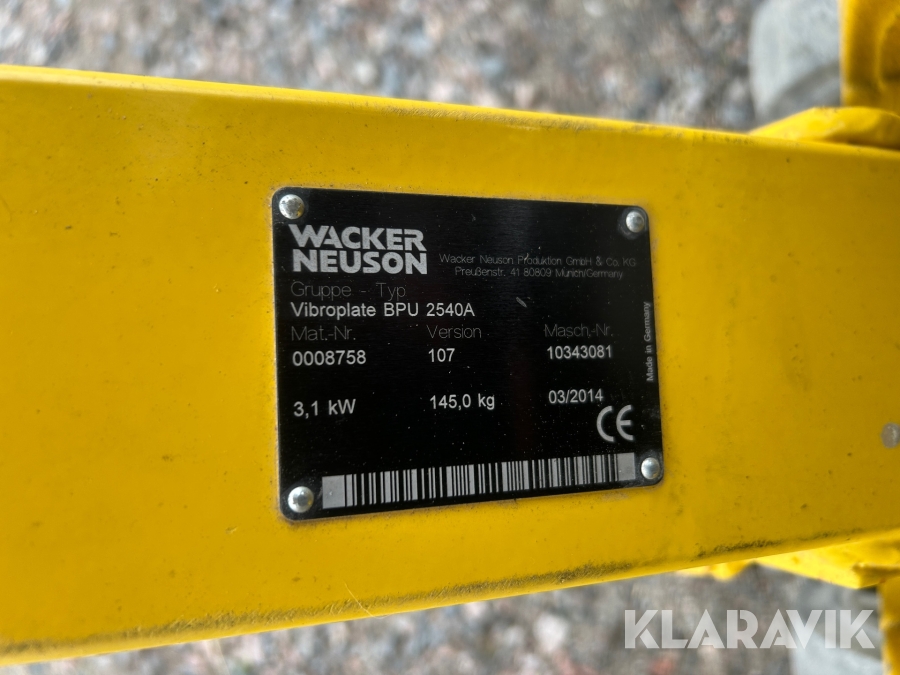 WACKER
NEUSON
Wacker Neuson Produktion GmbH & Co. KG
Preußenstr. 41 80809 Munich/Germany
Gruppe - Typ
Vibroplate BPU 2540A
Mat.-Nr. Version Masch.-Nr.
0008758 107 10343081
3,1 kW 145,0 kg 03/2014
CE
Made in Germany
KLARAVIK